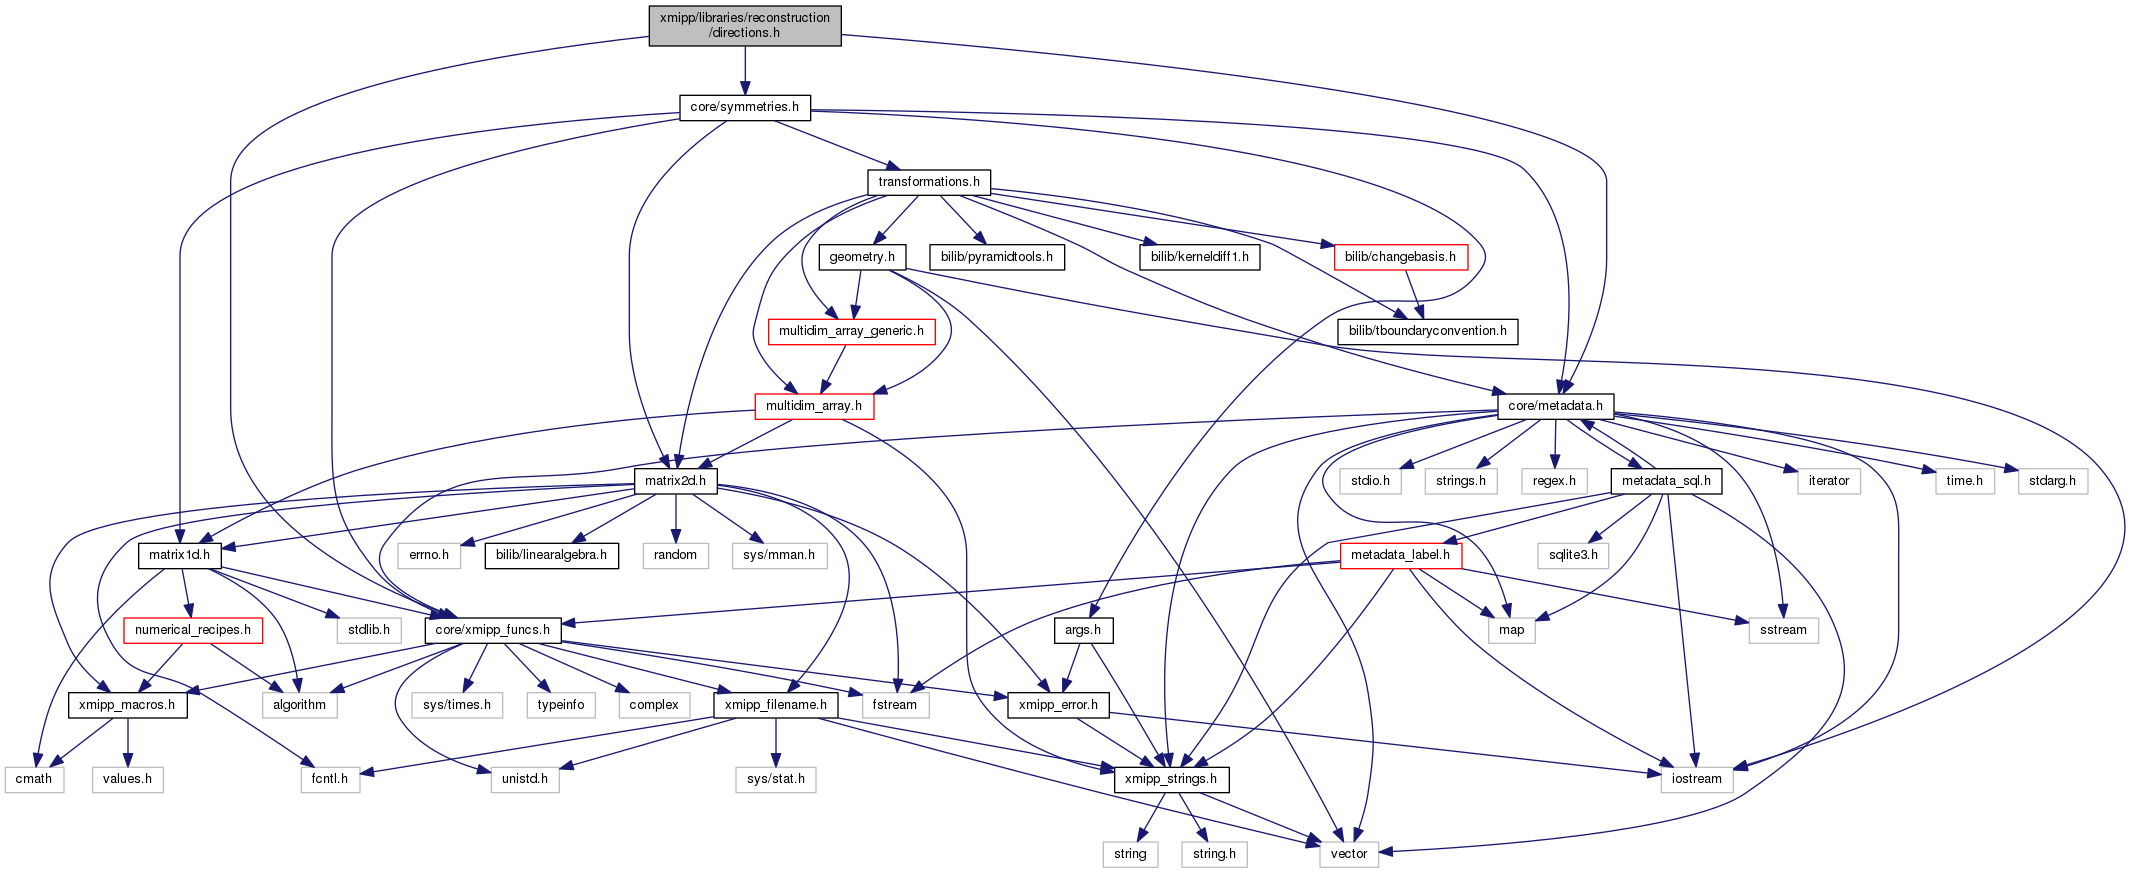 xmipp/libraries/reconstruction
/directions.h
core/symmetries.h
transformations.h
geometry.h
bilib/pyramidtools.h
bilib/kerneldiff1.h
bilib/changebasis.h
multidim_array_generic.h
bilib/tboundaryconvention.h
multidim_array.h
core/metadata.h
matrix2d.h
stdio.h
strings.h
regex.h
metadata_sql.h
iterator
time.h
stdarg.h
matrix1d.h
errno.h
bilib/linearalgebra.h
random
sys/mman.h
metadata_label.h
sqlite3.h
numerical_recipes.h
stdlib.h
core/xmipp_funcs.h
args.h
map
sstream
xmipp_macros.h
algorithm
sys/times.h
typeinfo
complex
xmipp_filename.h
fstream
xmipp_error.h
cmath
values.h
fcntl.h
unistd.h
sys/stat.h
xmipp_strings.h
iostream
string
string.h
vector